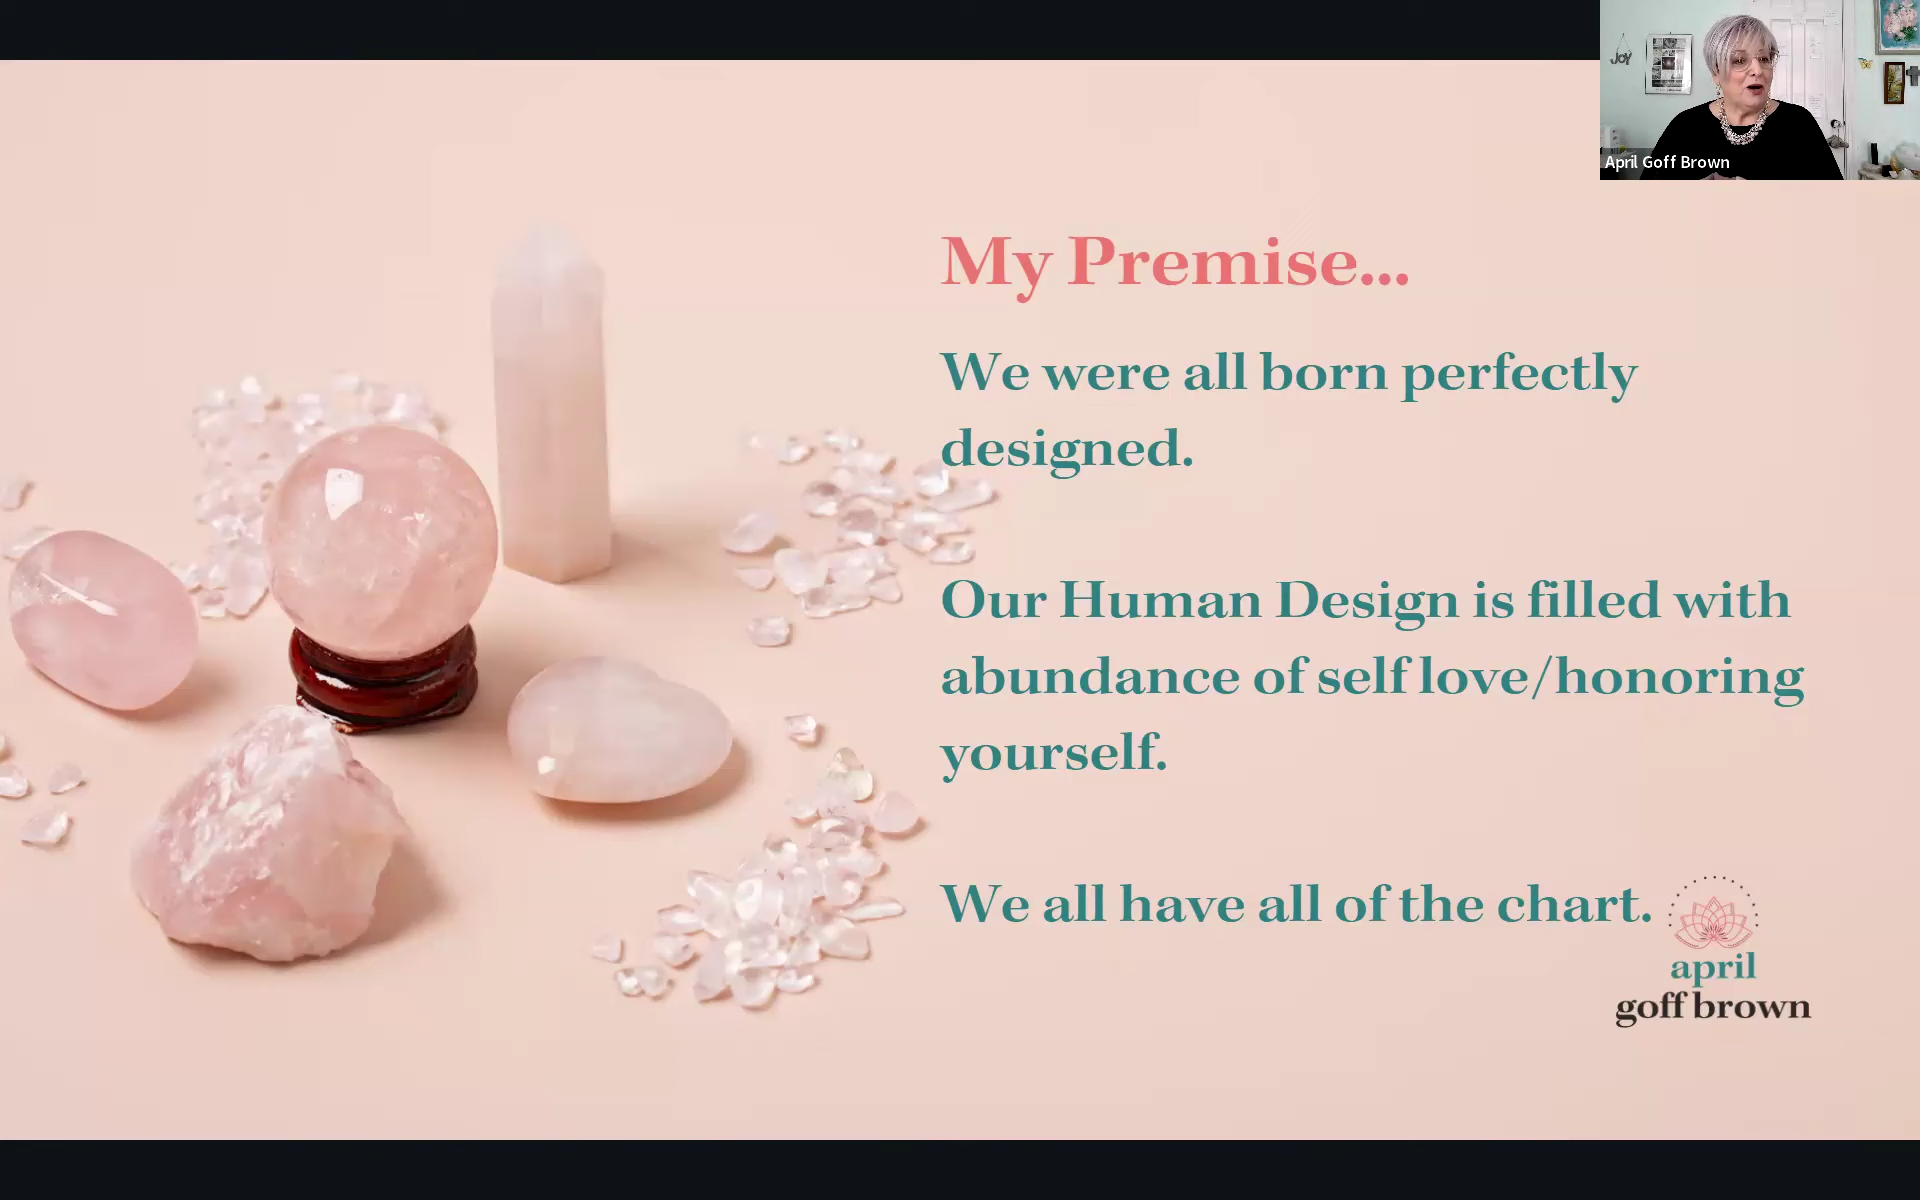 JOY
April Goff Brown
My Premise...
We were all born perfectly
designed.
Our Human Design is filled with
abundance of self love/honoring
yourself.
We all have all of the chart.
april
goff brown